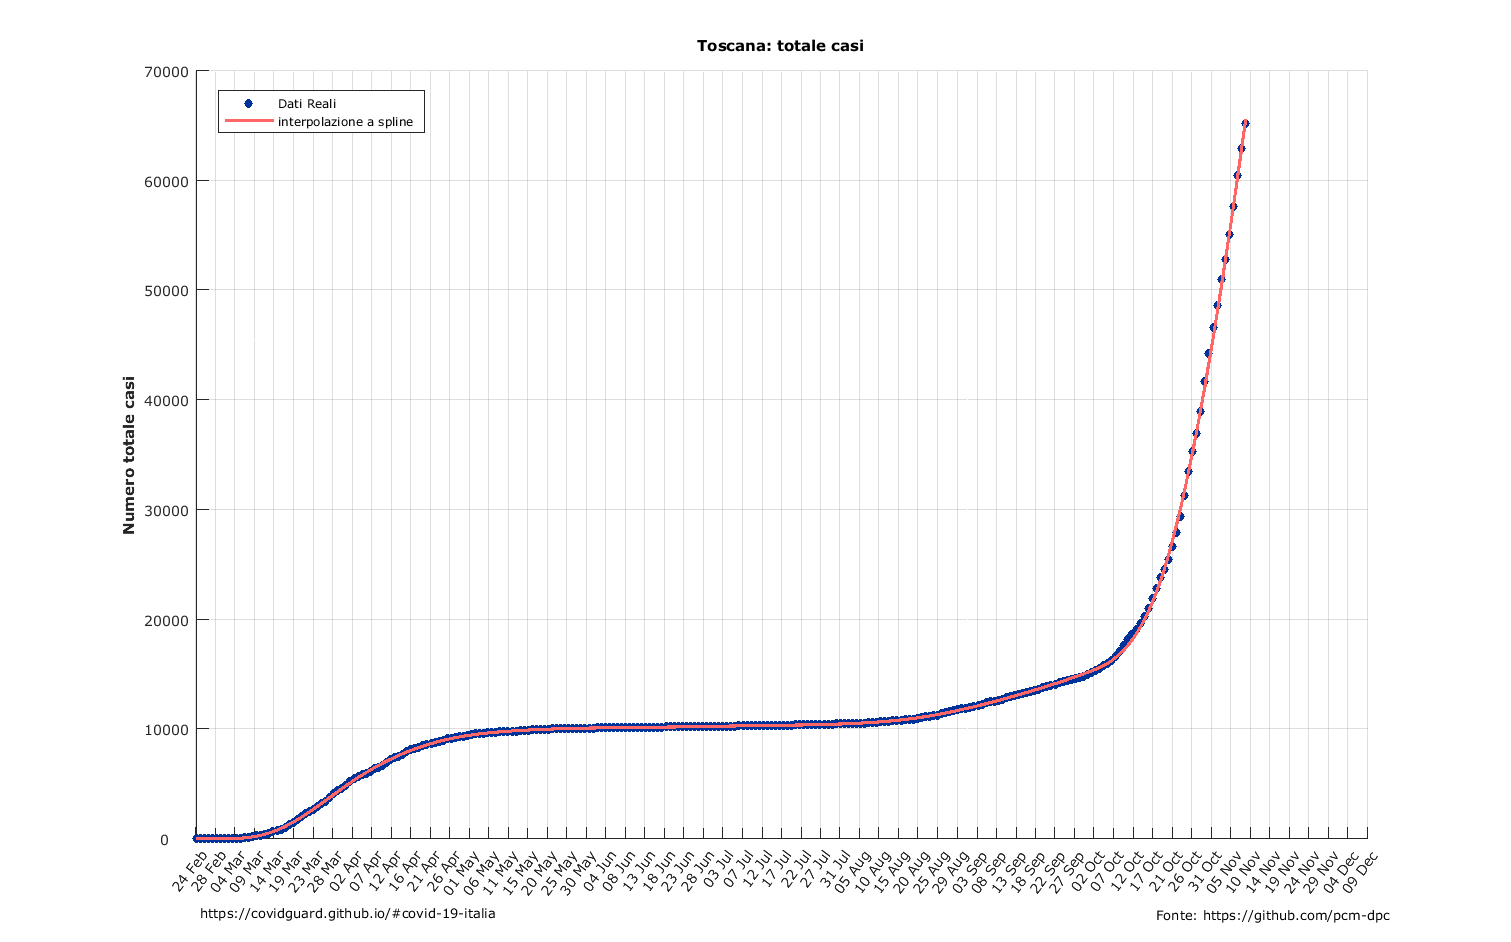 Toscana: totale casi
70000
Dati Reali
interpolazione a spline
60000
50000
40000
30000
20000
10000
0
Numero totale casi
24 Feb
28 Feb
04 Mar
09 Mar
14 Mar
19 Mar
23 Mar
28 Mar
02 Apr
07 Apr
12 Apr
16 Apr
21 Apr
26 Apr
01 May
06 May
11 May
15 May
20 May
25 May
30 May
04 Jun
08 Jun
13 Jun
18 Jun
23 Jun
28 Jun
03 Jul
07 Jul
12 Jul
17 Jul
22 Jul
27 Jul
31 Jul
05 Aug
10 Aug
15 Aug
20 Aug
25 Aug
29 Aug
03 Sep
08 Sep
13 Sep
18 Sep
22 Sep
27 Sep
02 Oct
07 Oct
12 Oct
17 Oct
21 Oct
26 Oct
31 Oct
05 Nov
10 Nov
14 Nov
19 Nov
24 Nov
29 Nov
04 Dec
09 Dec
https://covidguard.github.io/#covid-19-italia
Fonte: https://github.com/pcm-dpc